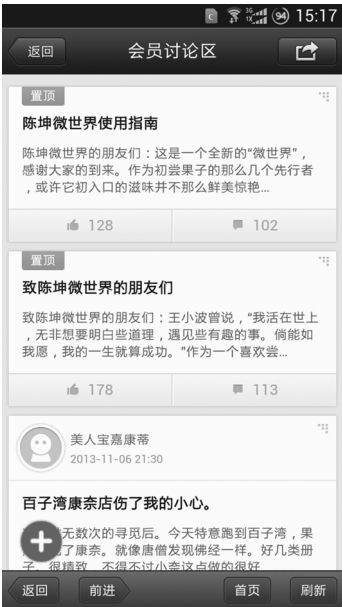 3G
1X
94
15:17
返回
会员讨论区
置顶
陈坤微世界使用指南
陈坤微世界的朋友们：这是一个全新的“微世界”，
感谢大家的到来。作为初尝果子的那么几个先行者
，或许它初入口的滋味并不那么鲜美惊艳...
128
102
置顶
致陈坤微世界的朋友们
致陈坤微世界的朋友们：王小波曾说，“我活在世上
，无非想要明白些道理，遇见些有趣的事。倘能如
我愿，我的一生就算成功。”作为一个喜欢尝...
178
113
美人宝嘉康蒂
2013-11-06 21:30
百子湾康奈店伤了我的小心。
无数次的寻觅后。今天特意跑到百子湾，果
了康奈。就像唐僧发现佛经一样。好几类册
子。很精致。不得不过小奈这点做的很好
返回
前进
首页
刷新